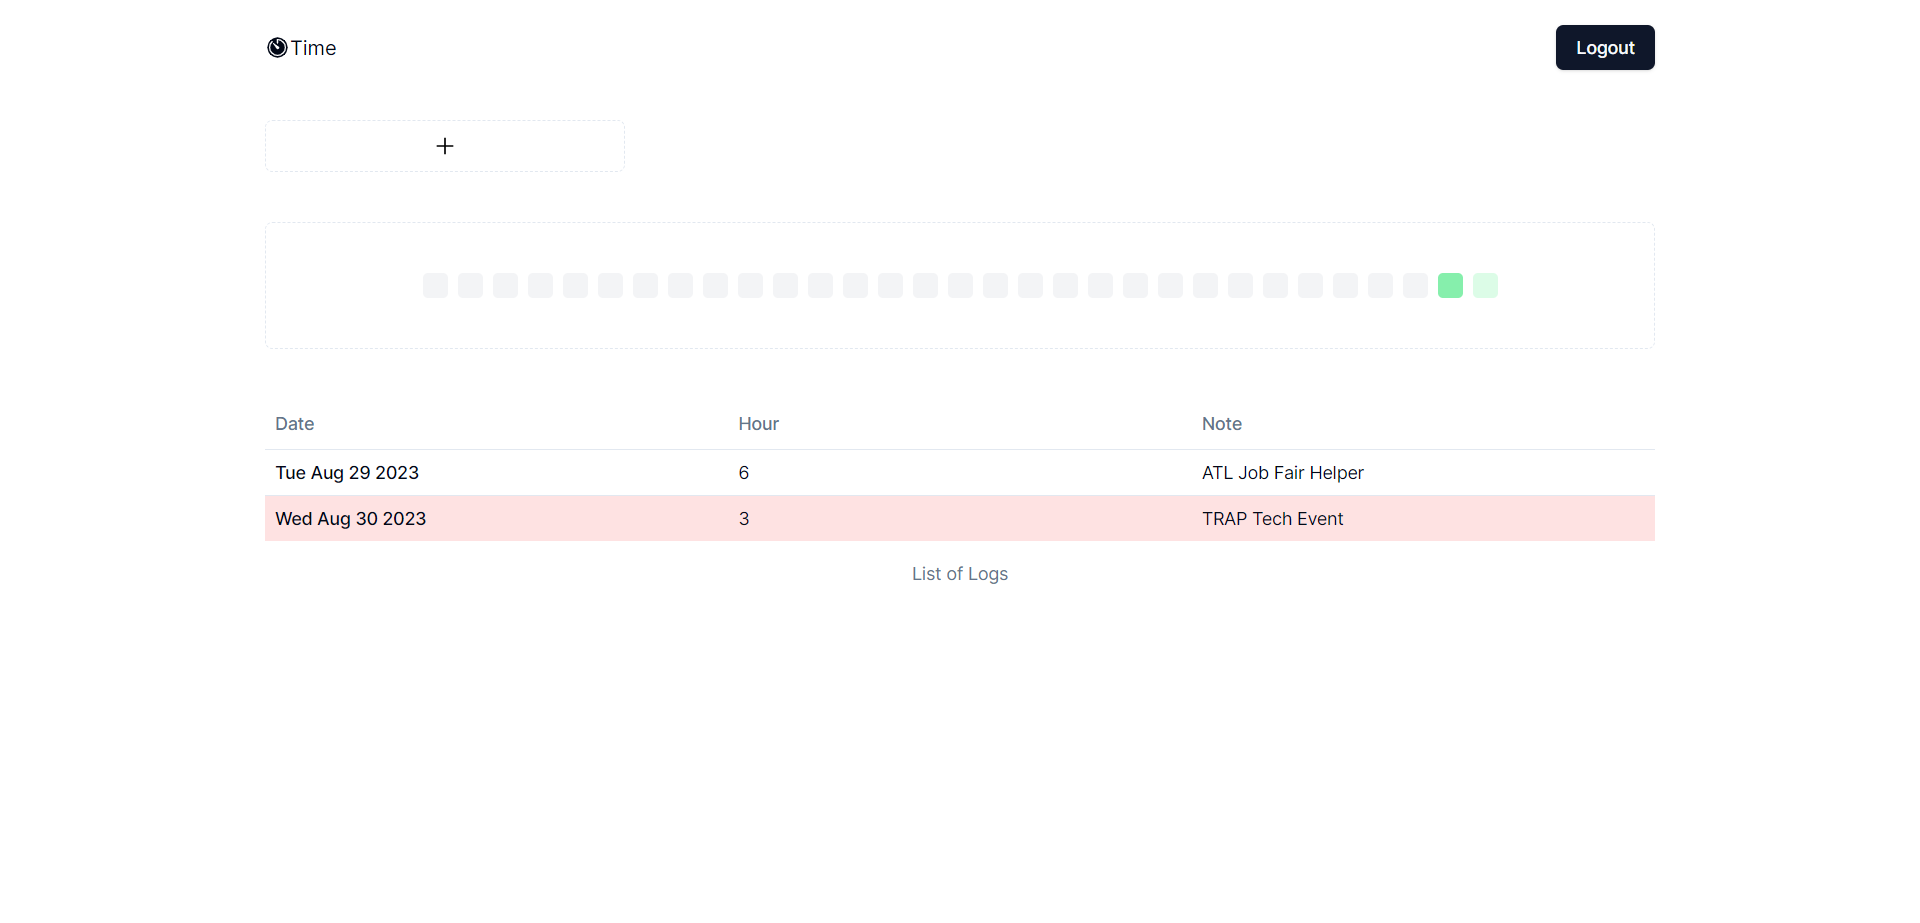 Time
Logout
Date Hour Note
Tue Aug 29 2023 6 ATL Job Fair Helper
Wed Aug 30 2023 3 TRAP Tech Event
List of Logs